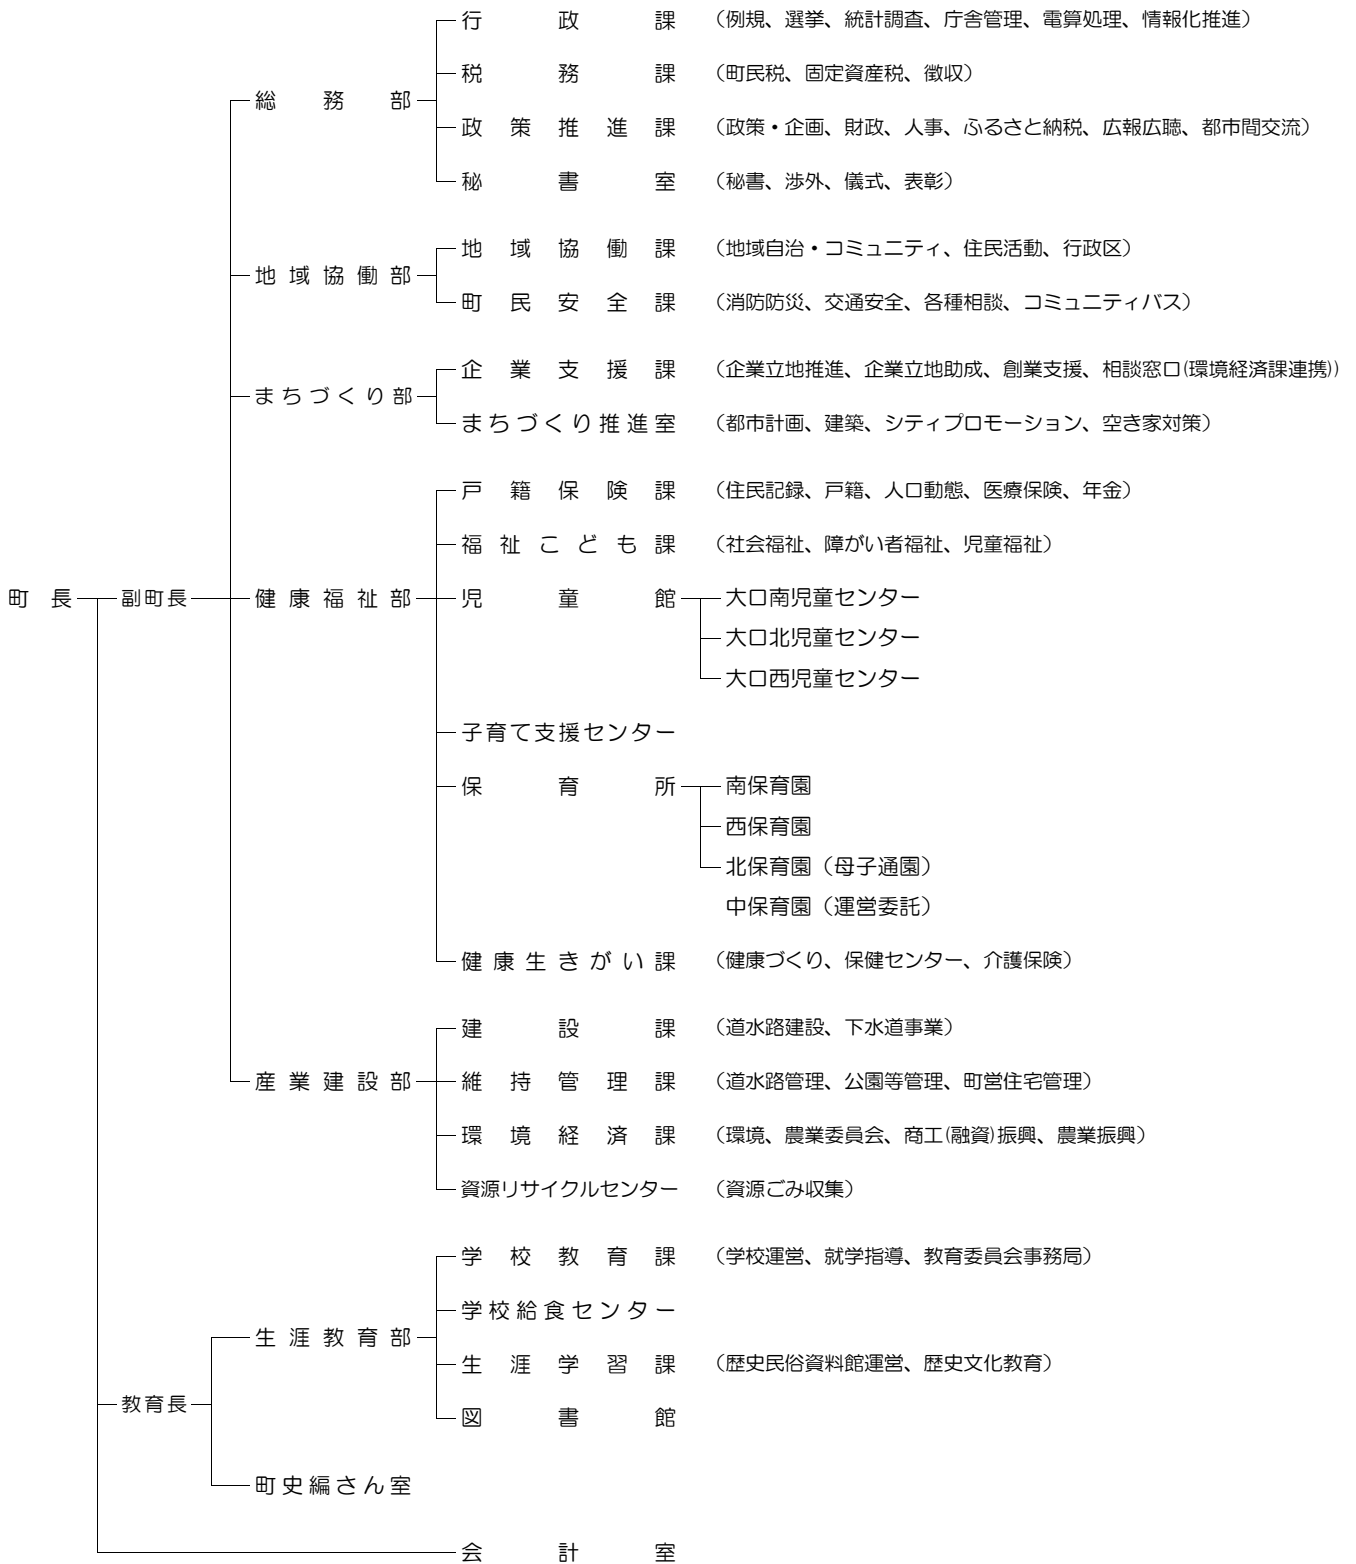 行政課 （例規、選挙、統計調査、庁舎管理、電算処理、情報化推進）
税務課 （町民税、固定資産税、徴収）
総務部
政策推進課 （政策・企画、財政、人事、ふるさと納税、広報広聴、都市間交流）
秘書室 （秘書、渉外、儀式、表彰）
地域協働課 （地域自治・コミュニティ、住民活動、行政区）
地域協働部
町民安全課 （消防防災、交通安全、各種相談、コミュニティバス）
企業支援課 （企業立地推進、企業立地助成、創業支援、相談窓口(環境経済課連携)）
まちづくり部
まちづくり推進室 （都市計画、建築、シティプロモーション、空き家対策）
戸籍保険課 （住民記録、戸籍、人口動態、医療保険、年金）
福祉こども課 （社会福祉、障がい者福祉、児童福祉）
町長 副町長 健康福祉部 児童館 大口南児童センター
大口北児童センター
大口西児童センター
子育て支援センター
保育所 南保育園
西保育園
北保育園（母子通園）
中保育園（運営委託）
健康生きがい課 （健康づくり、保健センター、介護保険）
建設課 （道水路建設、下水道事業）
産業建設部 維持管理課 （道水路管理、公園等管理、町営住宅管理）
環境経済課 （環境、農業委員会、商工(融資)振興、農業振興）
資源リサイクルセンター （資源ごみ収集）
学校教育課 （学校運営、就学指導、教育委員会事務局）
学校給食センター
生涯教育部
生涯学習課 （歴史民俗資料館運営、歴史文化教育）
教育長
図書館
町史編さん室
会計室